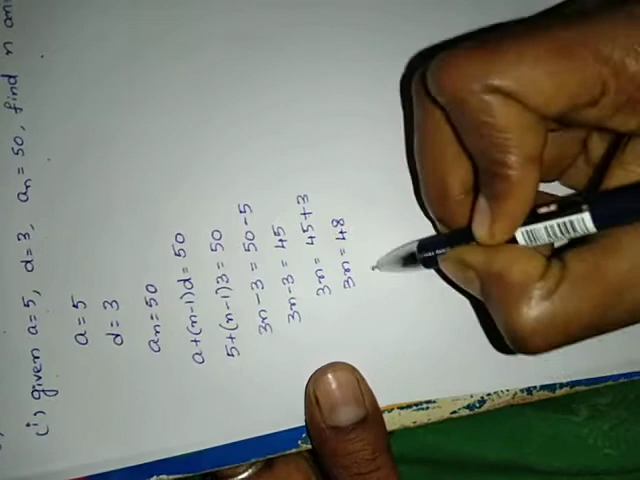 (i) given a=5, d=3, an=50, find n an
a=5
d=3
an=50
a+(n-1)d=50
5+(n-1)3=50
3n-3=50-5
3n-3=45
3n=45+3
3n=48